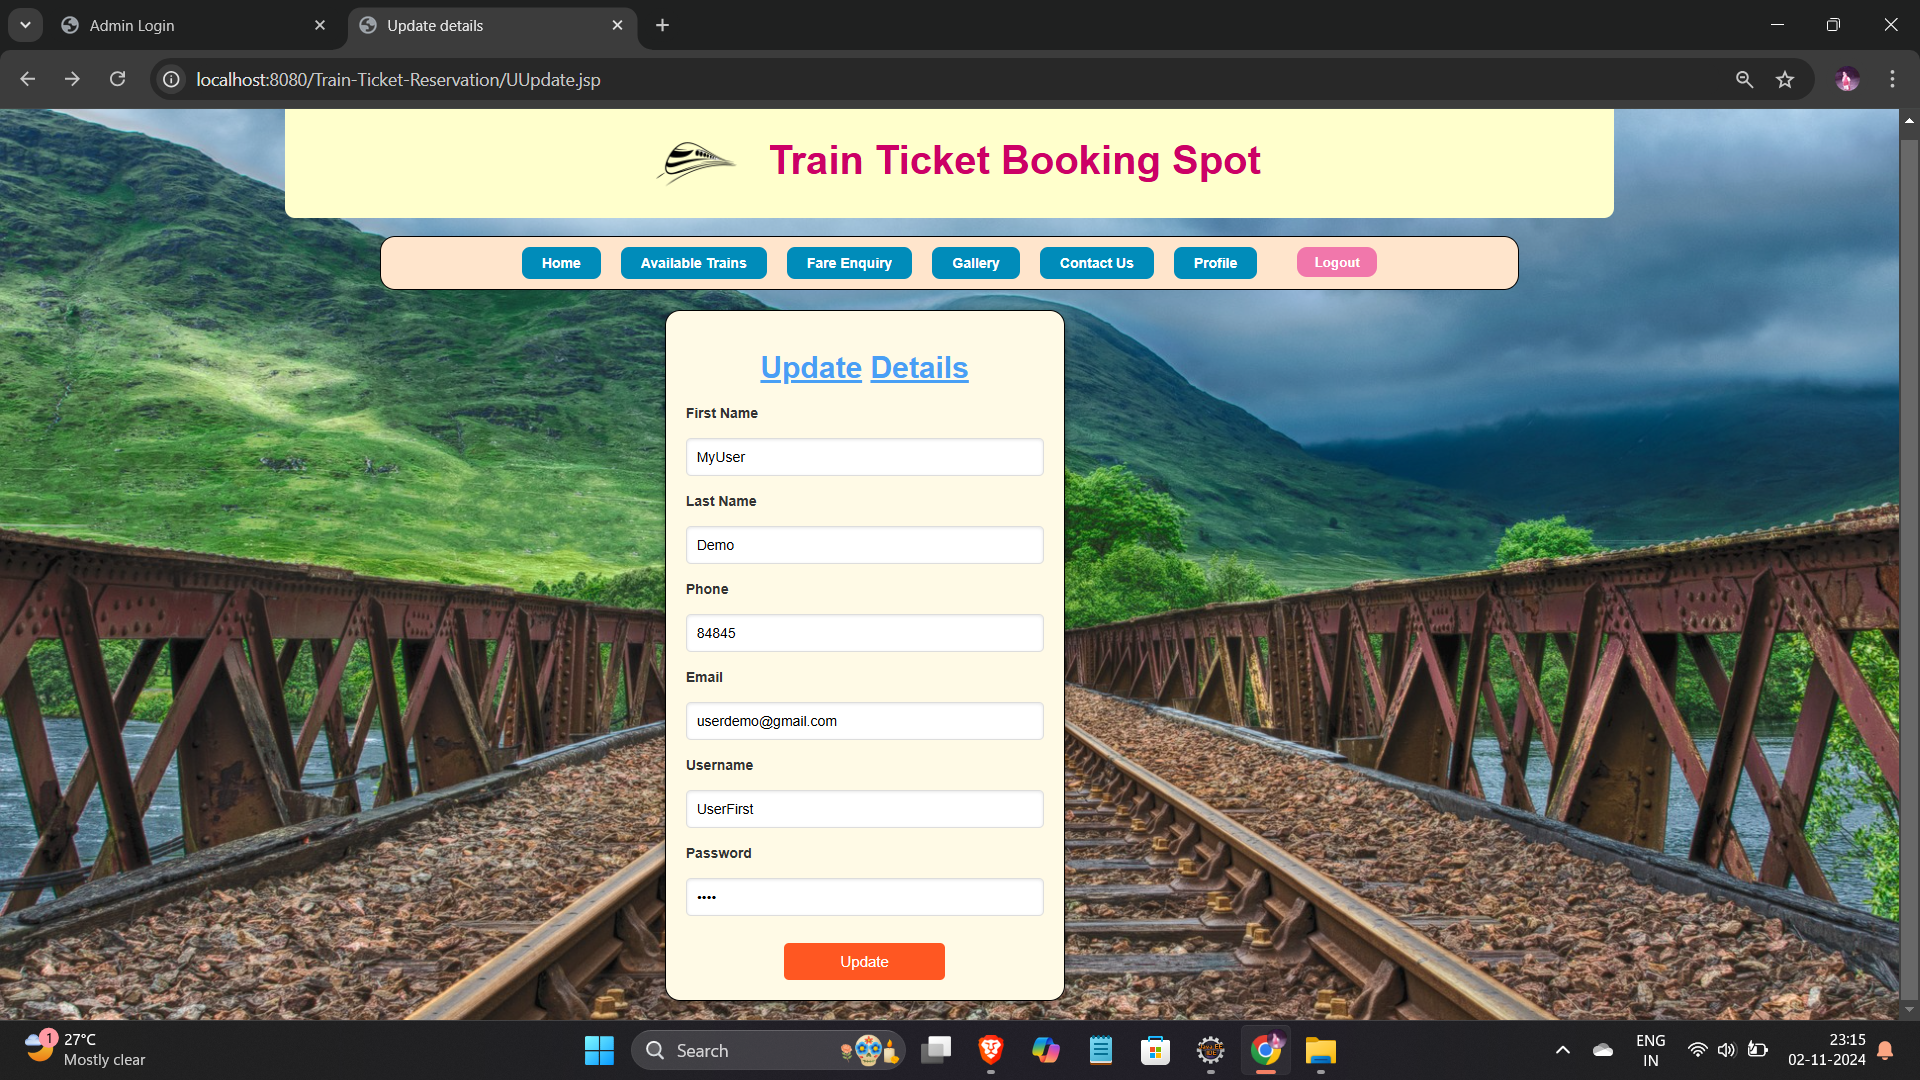 Admin Login
Update details
localhost:8080/Train-Ticket-Reservation/UUpdate.jsp
Train Ticket Booking Spot
Home Available Trains Fare Enquiry Gallery Contact Us Profile Logout
Update Details
First Name
MyUser
Last Name
Demo
Phone
84845
Email
userdemo@gmail.com
Username
UserFirst
Password
••••
Update
1
27°C
Mostly clear
Search
ENG
IN
23:15
02-11-2024